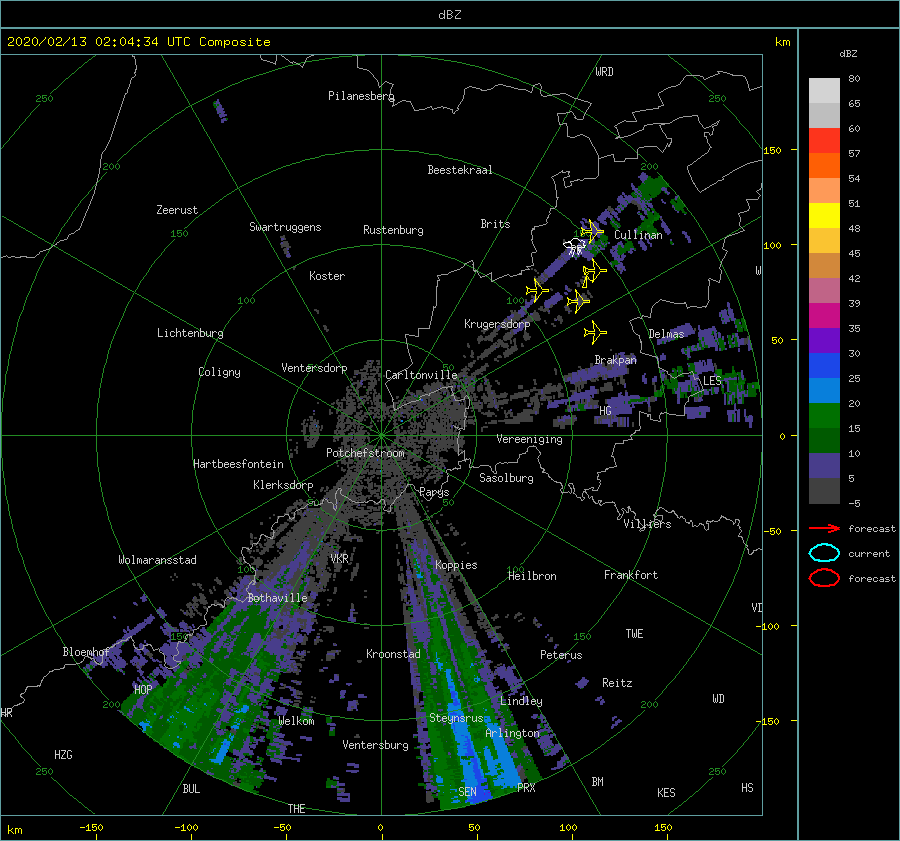 dBZ
2020/02/13 02:04:34 UTC Composite
km
dBZ
WRD
80
250
Pilanesberg
250
65
60
150
57
200
Beestekraal
200
54
51
Zeerust
Swartruggens
Rustenburg
Brits
150
Cullinan
48
100
45
Koster
42
100
100
39
Lichtenburg
Krugersdorp
Delmas
35
50
30
Ventersdorp
Carltonville
50
Brakpan
Coligny
LES
25
HG
20
Vereeniging
0
15
Potchefstroom
10
Hartbeesfontein
Sasolburg
5
Klerksdorp
Parys
50
50
-5
Villiers
-50
forecast
Wolmaransstad
VKR
Koppies
current
100
100
Heilbron
Frankfort
forecast
Bothaville
-100
150
150
TWE
Bloemhof
Kroonstad
Peterus
HOP
Reitz
200
Lindley
200
WD
HR
Welkom
Steynsrus
-150
Arlington
HZG
Ventersburg
250
250
BUL
SEN
PRX
BM
KES
HS
THE
km
-150
-100
-50
0
50
100
150